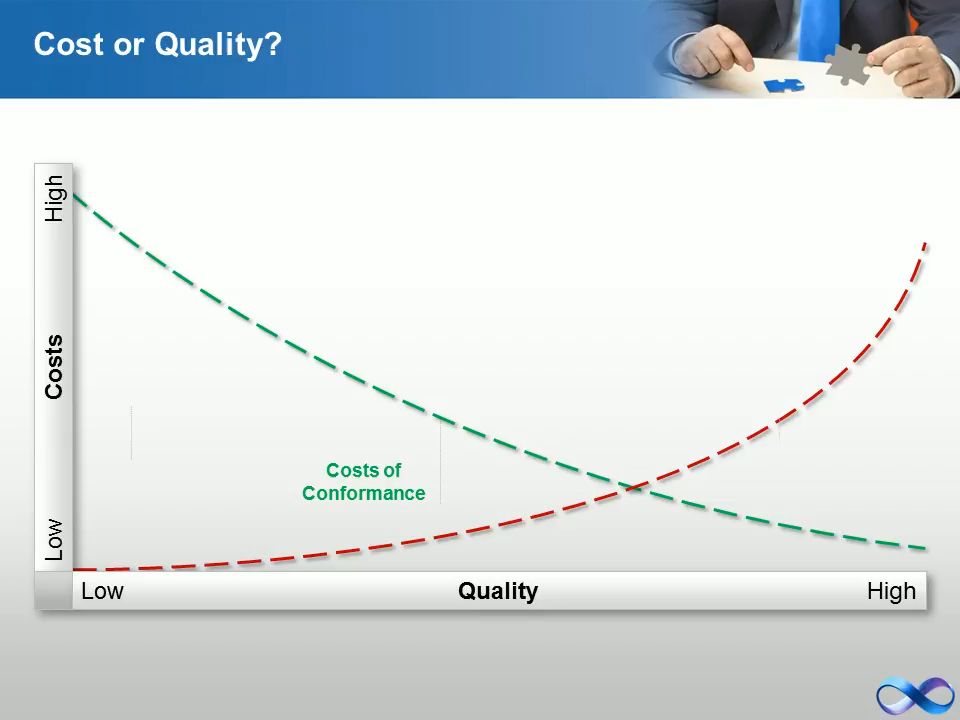 Cost or Quality?
High
Costs
Low
Costs of
Conformance
Low
Quality
High